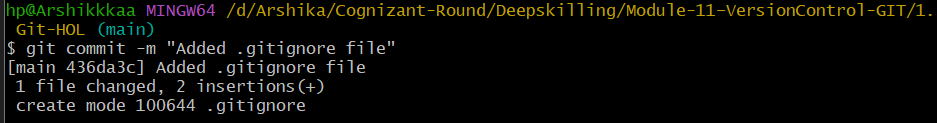 hp@Arshikkkaa MINGW64 /d/Arshika/Cognizant-Round/Deepskilling/Module-11-VersionControl-GIT/1.
Git-HOL (main)
$ git commit -m "Added .gitignore file"
[main 436da3c] Added .gitignore file
1 file changed, 2 insertions(+)
create mode 100644 .gitignore